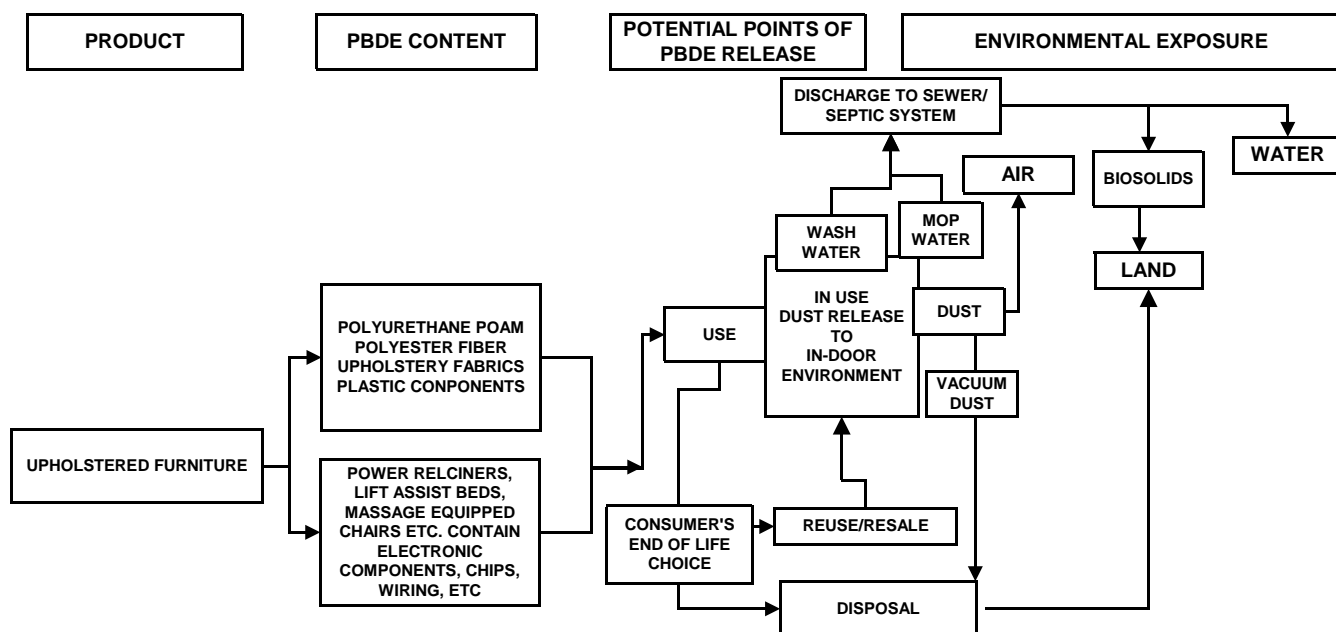 PRODUCT
PBDE CONTENT
POTENTIAL POINTS OF
PBDE RELEASE
ENVIRONMENTAL EXPOSURE
DISCHARGE TO SEWER/
SEPTIC SYSTEM
WATER
AIR
BIOSOLIDS
WASH
WATER
MOP
WATER
LAND
POLYURETHANE POAM
POLYESTER FIBER
UPHOLSTERY FABRICS
PLASTIC CONPONENTS
USE
IN USE
DUST RELEASE
TO
IN-DOOR
ENVIRONMENT
DUST
VACUUM
DUST
UPHOLSTERED FURNITURE
POWER RELCINERS,
LIFT ASSIST BEDS,
MASSAGE EQUIPPED
CHAIRS ETC. CONTAIN
ELECTRONIC
COMPONENTS, CHIPS,
WIRING, ETC
CONSUMER'S
END OF LIFE
CHOICE
REUSE/RESALE
DISPOSAL